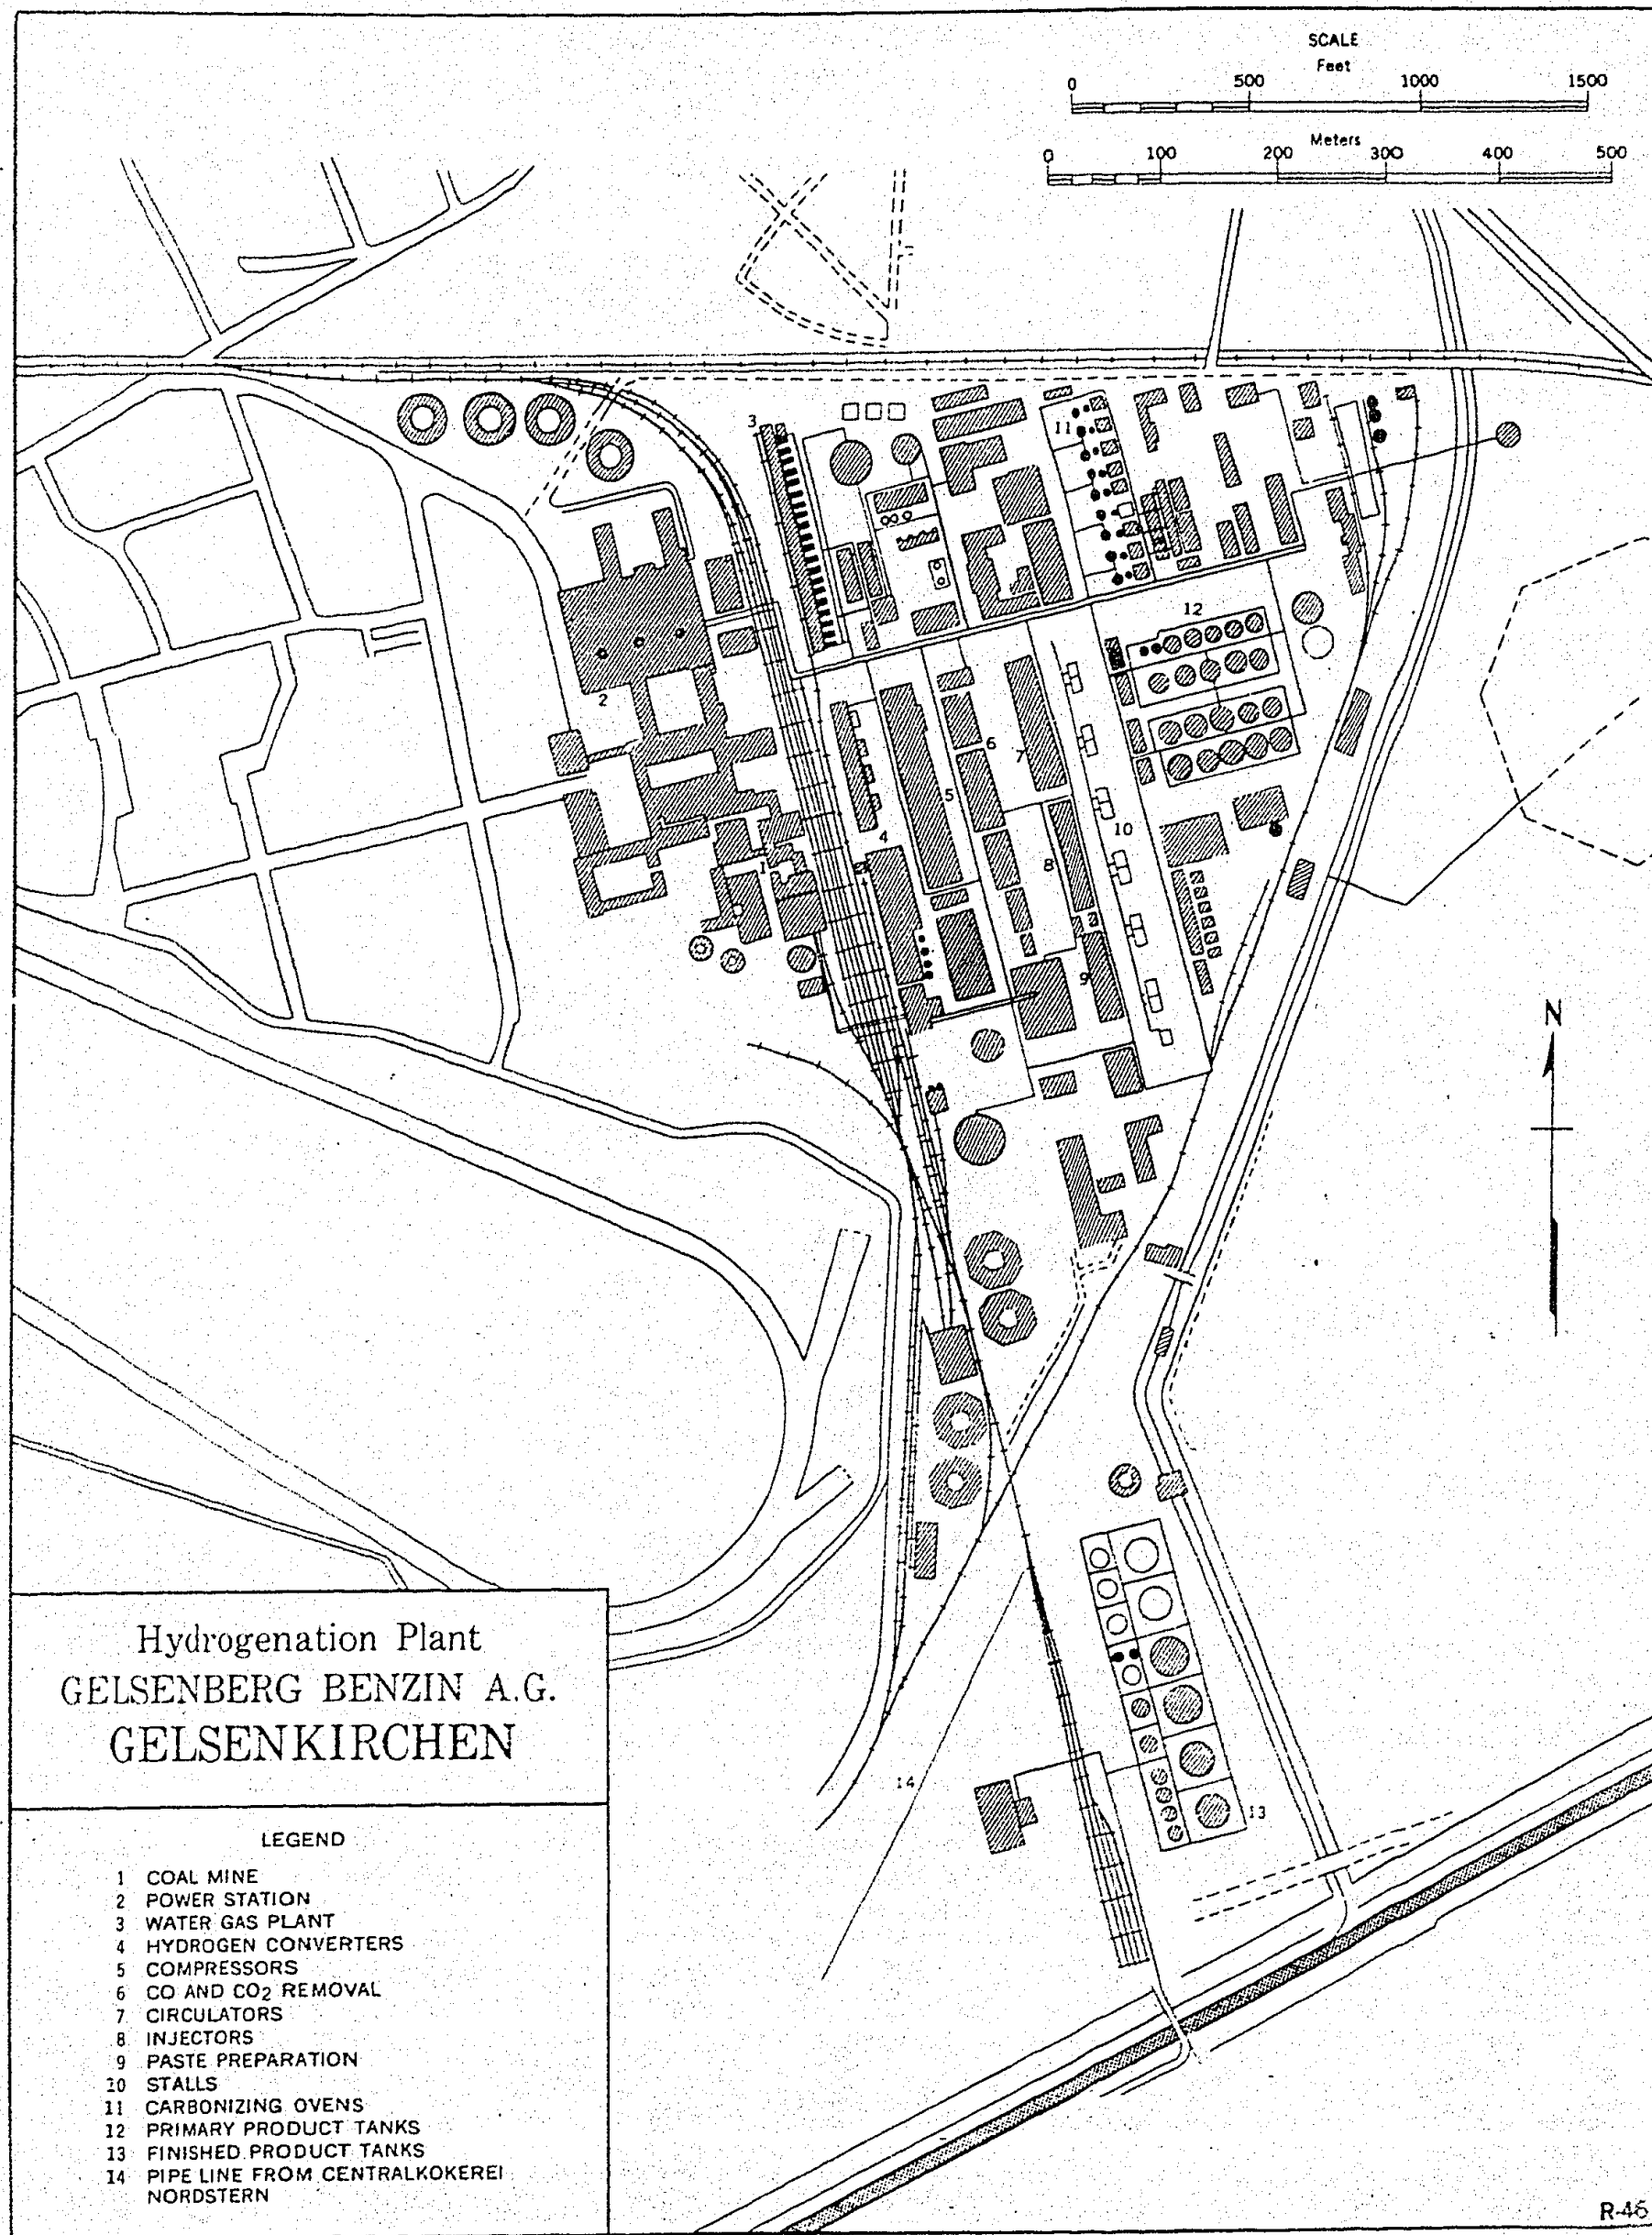 SCALE
Feet
0 500 1000 1500
Meters
0 100 200 300 400 500
3
11
12
2
6
7
5
10
4
8
1
9
N
14
13
Hydrogenation Plant
GELSENBERG BENZIN A.G.
GELSENKIRCHEN
LEGEND
1 COAL MINE
2 POWER STATION
3 WATER GAS PLANT
4 HYDROGEN CONVERTERS
5 COMPRESSORS
6 CO AND CO2 REMOVAL
7 CIRCULATORS
8 INJECTORS
9 PASTE PREPARATION
10 STALLS
11 CARBONIZING OVENS
12 PRIMARY PRODUCT TANKS
13 FINISHED PRODUCT TANKS
14 PIPE LINE FROM CENTRALKOKEREI
NORDSTERN